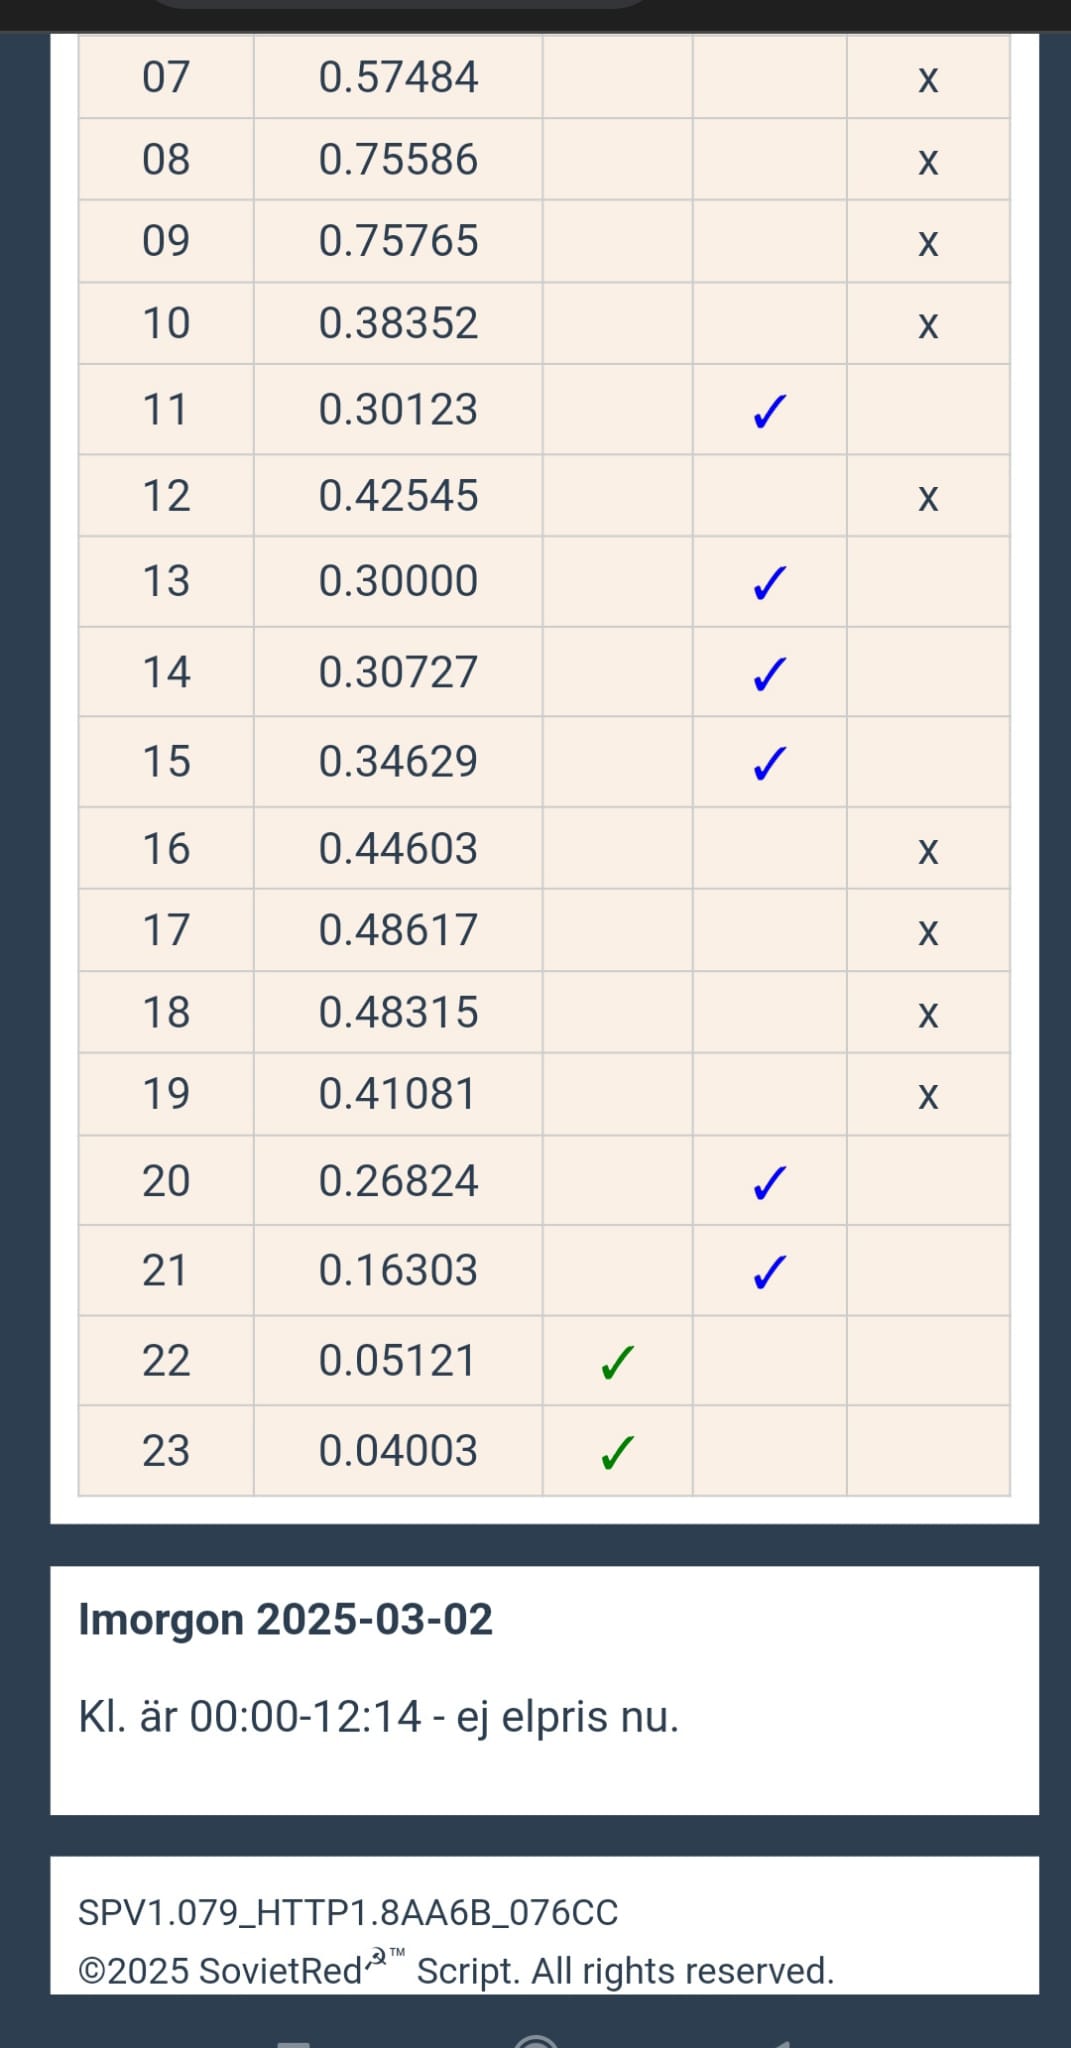 07 0.57484 x
08 0.75586 x
09 0.75765 x
10 0.38352 x
11 0.30123 ✓
12 0.42545 x
13 0.30000 ✓
14 0.30727 ✓
15 0.34629 ✓
16 0.44603 x
17 0.48617 x
18 0.48315 x
19 0.41081 x
20 0.26824 ✓
21 0.16303 ✓
22 0.05121 ✓
23 0.04003 ✓
Imorgon 2025-03-02
Kl. är 00:00-12:14 - ej elpris nu.
SPV1.079_HTTP1.8AA6B_076CC
©2025 SovietRed☭™ Script. All rights reserved.